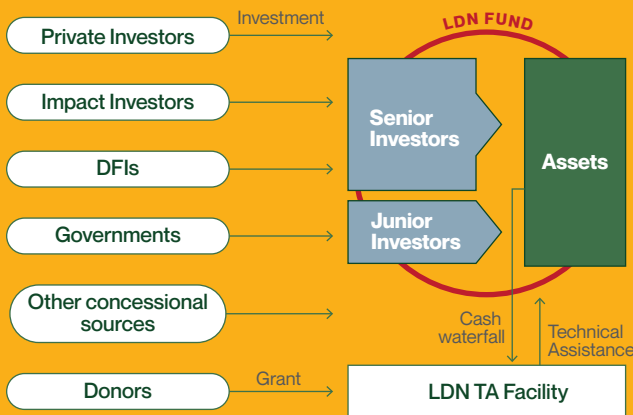 Private Investors
Investment
LDN FUND
Impact Investors
Senior
Investors
Assets
DFIs
Governments
Junior
Investors
Other concessional
sources
Cash
waterfall
Technical
Assistance
Donors
Grant
LDN TA Facility